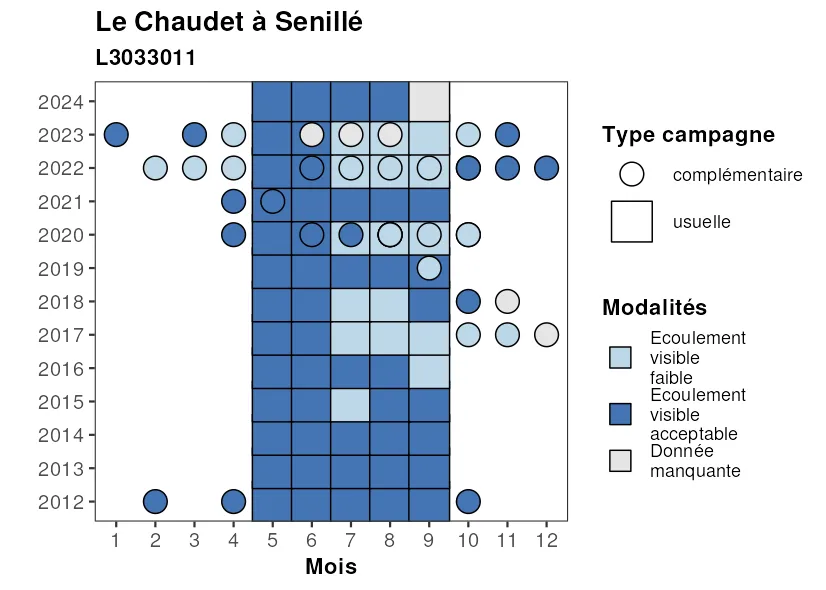 Le Chaudet à Senillé
L3033011
2024
2023
2022
2021
2020
2019
2018
2017
2016
2015
2014
2013
2012
1 2 3 4 5 6 7 8 9 10 11 12
Mois
Type campagne
complémentaire
usuelle
Modalités
Ecoulement
visible
faible
Ecoulement
visible
acceptable
Donnée
manquante